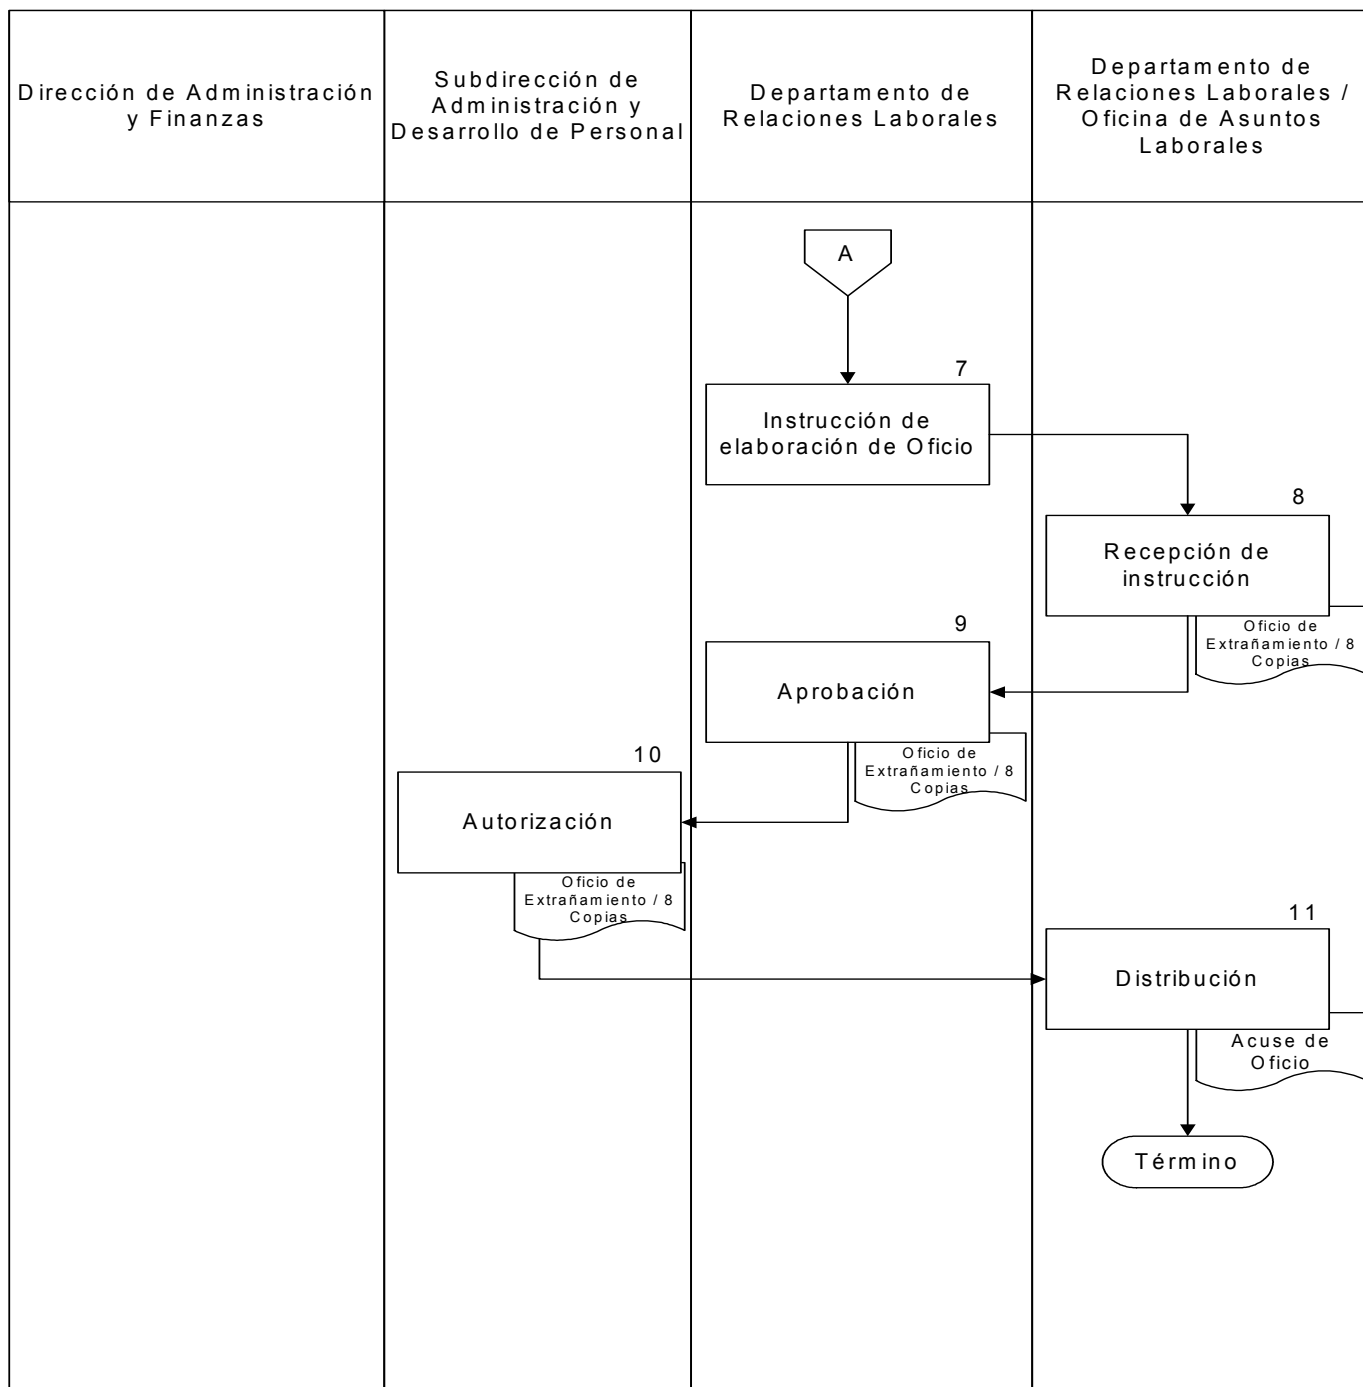 Dirección de Administración
y Finanzas
Subdirección de
Administración y
Desarrollo de Personal
Departamento de
Relaciones Laborales
Departamento de
Relaciones Laborales /
Oficina de Asuntos
Laborales
A
7
Instrucción de
elaboración de Oficio
8
Recepción de
instrucción
Oficio de
Extrañamiento / 8
Copias
9
Aprobación
Oficio de
Extrañamiento / 8
Copias
10
Autorización
Oficio de
Extrañamiento / 8
Copias
11
Distribución
Acuse de
Oficio
Término